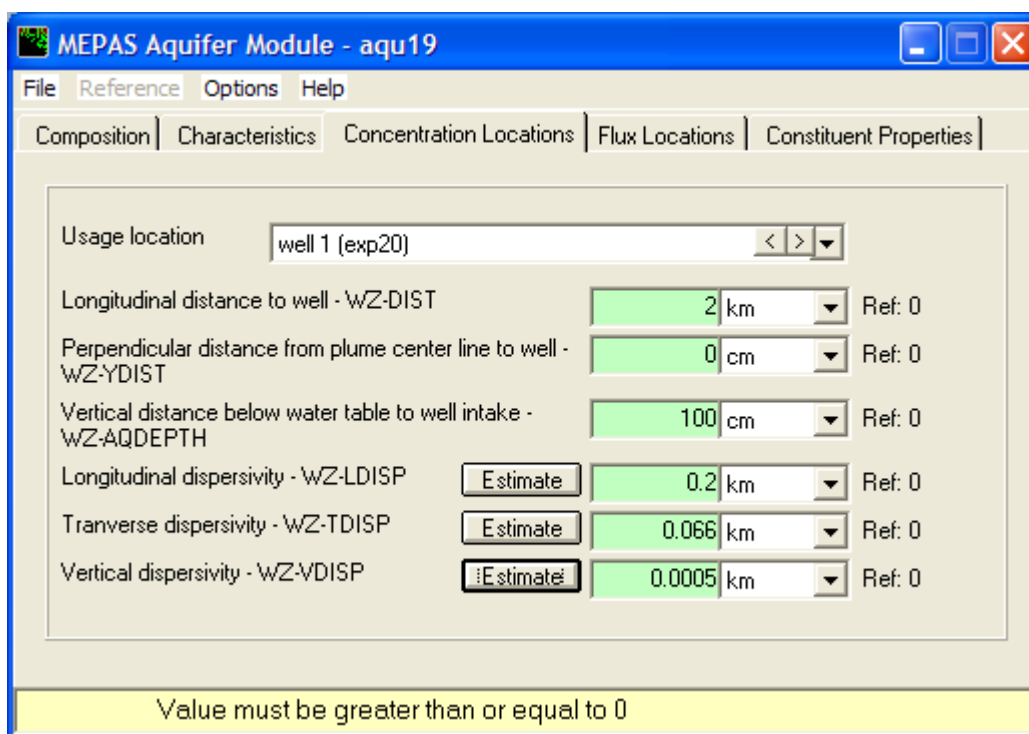 MEPAS Aquifer Module - aqu19
File Reference Options Help
Composition Characteristics Concentration Locations Flux Locations Constituent Properties
Usage location well 1 (exp20) < >
Longitudinal distance to well - WZ-DIST 2 km Ref: 0
Perpendicular distance from plume center line to well -
WZ-YDIST 0 cm Ref: 0
Vertical distance below water table to well intake -
WZ-AQDEPTH 100 cm Ref: 0
Longitudinal dispersivity - WZ-LDISP Estimate 0.2 km Ref: 0
Tranverse dispersivity - WZ-TDISP Estimate 0.066 km Ref: 0
Vertical dispersivity - WZ-VDISP Estimate 0.0005 km Ref: 0
Value must be greater than or equal to 0